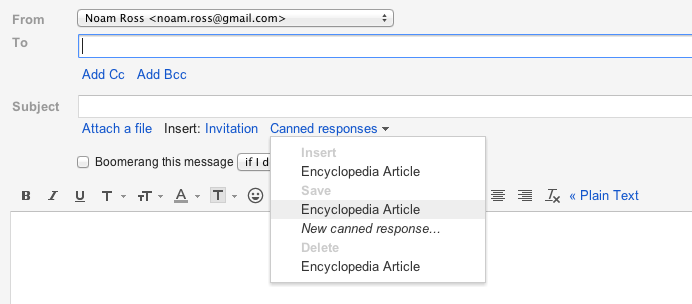 From Noam Ross <noam.ross@gmail.com>
To
Add Cc Add Bcc
Subject
Attach a file Insert: Invitation Canned responses
Insert
Boomerang this message if I d
Encyclopedia Article
Save
B I U T T A T Encyclopedia Article Tx « Plain Text
New canned response...
Delete
Encyclopedia Article